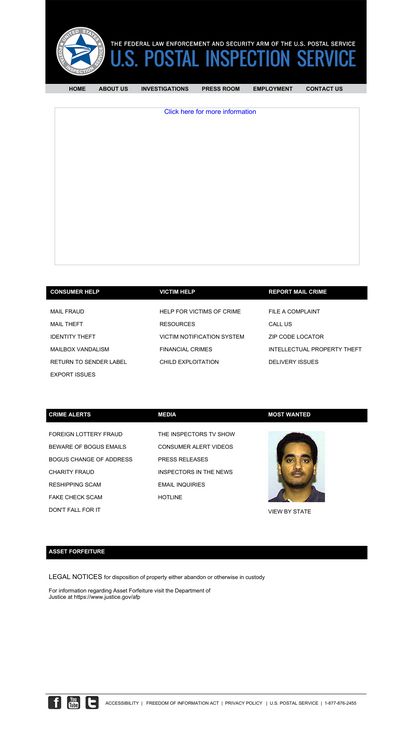 THE FEDERAL LAW ENFORCEMENT AND SECURITY ARM OF THE U.S. POSTAL SERVICE
U.S. POSTAL INSPECTION SERVICE
HOME ABOUT US INVESTIGATIONS PRESS ROOM EMPLOYMENT CONTACT US
Click here for more information
CONSUMER HELP VICTIM HELP REPORT MAIL CRIME
MAIL FRAUD HELP FOR VICTIMS OF CRIME FILE A COMPLAINT
MAIL THEFT RESOURCES CALL US
IDENTITY THEFT VICTIM NOTIFICATION SYSTEM ZIP CODE LOCATOR
MAILBOX VANDALISM FINANCIAL CRIMES INTELLECTUAL PROPERTY THEFT
RETURN TO SENDER LABEL CHILD EXPLOITATION DELIVERY ISSUES
EXPORT ISSUES
CRIME ALERTS MEDIA MOST WANTED
FOREIGN LOTTERY FRAUD THE INSPECTORS TV SHOW
BEWARE OF BOGUS EMAILS CONSUMER ALERT VIDEOS
BOGUS CHANGE OF ADDRESS PRESS RELEASES
CHARITY FRAUD INSPECTORS IN THE NEWS
RESHIPPING SCAM EMAIL INQUIRIES
FAKE CHECK SCAM HOTLINE
DON'T FALL FOR IT VIEW BY STATE
ASSET FORFEITURE
LEGAL NOTICES for disposition of property either abandon or otherwise in custody
For information regarding Asset Forfeiture visit the Department of
Justice at https://www.justice.gov/afp
f You Tube t ACCESSIBILITY | FREEDOM OF INFORMATION ACT | PRIVACY POLICY | U.S. POSTAL SERVICE | 1-877-876-2455